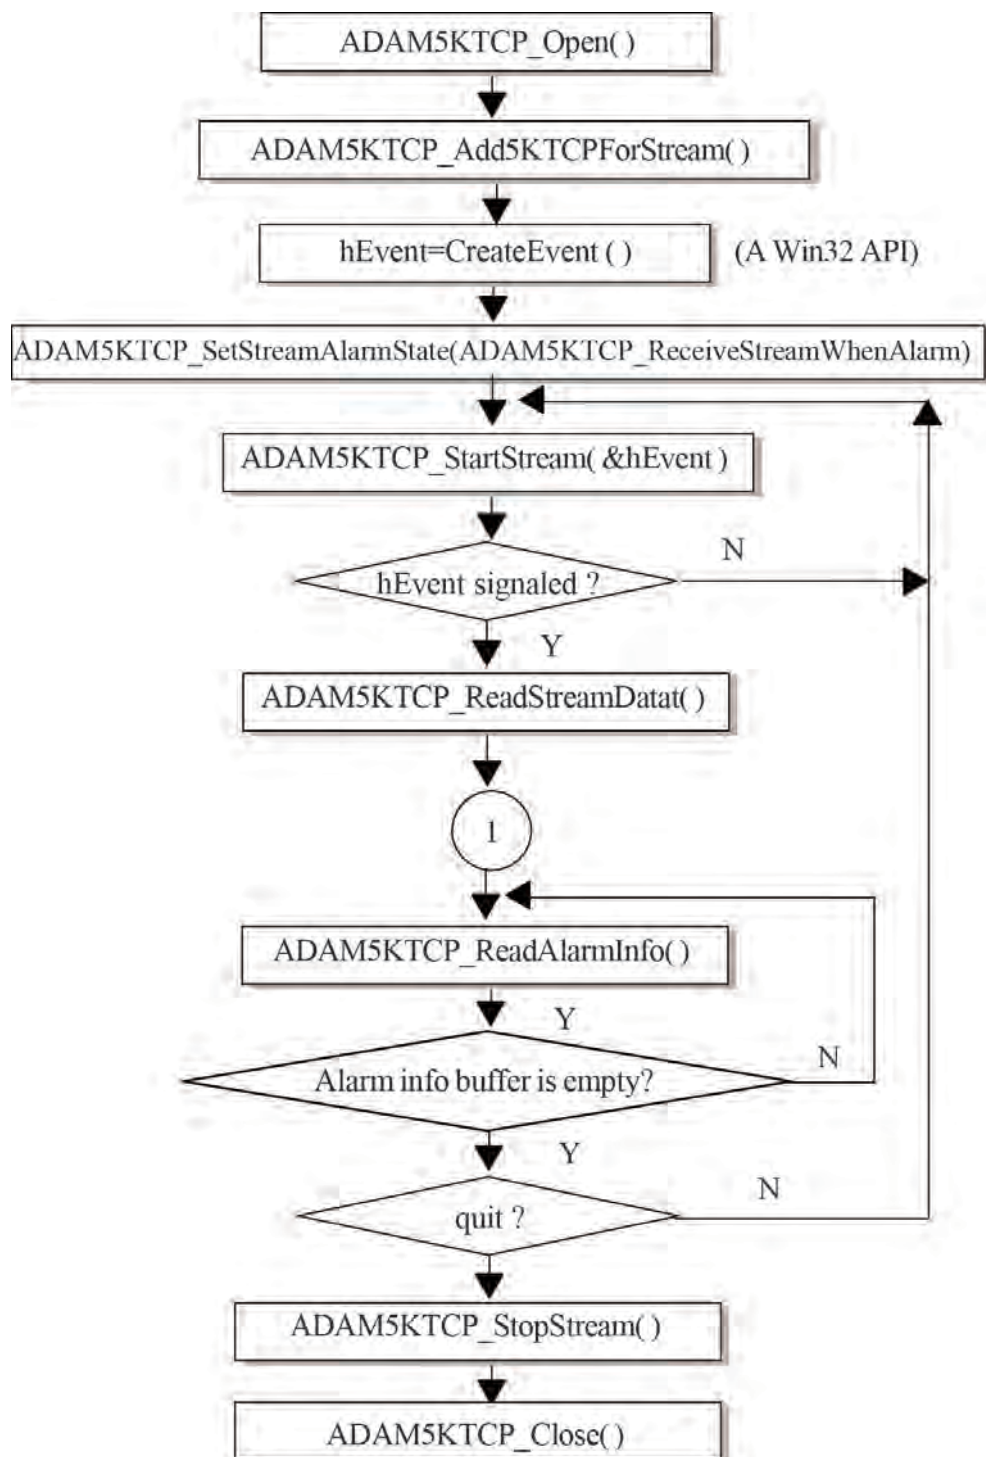 ADAM5KTCP_Open( )
ADAM5KTCP_Add5KTCPForStream( )
hEvent=CreateEvent ( )
(A Win32 API)
ADAM5KTCP_SetStreamAlarmState(ADAM5KTCP_ReceiveStreamWhenAlarm)
ADAM5KTCP_StartStream( &hEvent )
N
hEvent signaled ?
Y
ADAM5KTCP_ReadStreamDatat( )
1
ADAM5KTCP_ReadAlarmInfo( )
Y
N
Alarm info buffer is empty?
Y
N
quit ?
ADAM5KTCP_StopStream( )
ADAM5KTCP_Close( )